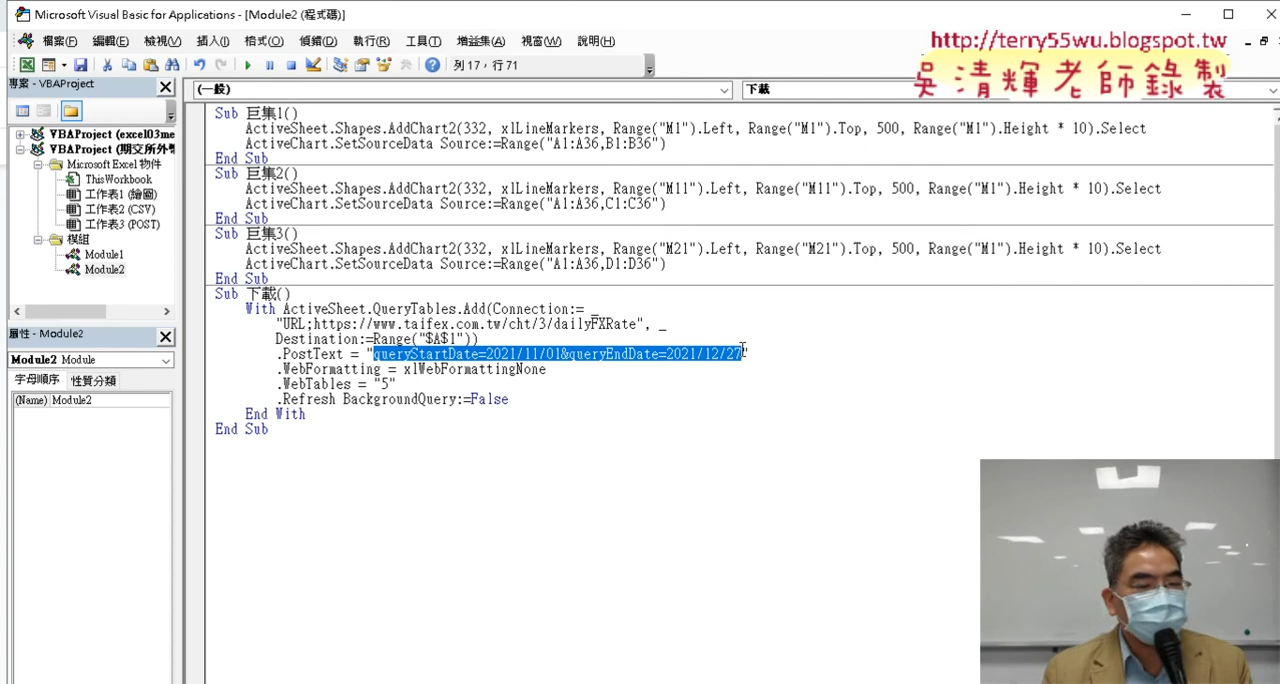 Microsoft Visual Basic for Applications - [Module2 (程式碼)]
http://terry55wu.blogspot.tw
吳清輝老師錄製
檔案(F) 編輯(E) 檢視(V) 插入(I) 格式(O) 偵錯(D) 執行(R) 工具(T) 增益集(A) 視窗(W) 說明(H)
列 17，行 71
專案 - VBAProject
(一般)
下載
VBAProject (excel03me
VBAProject (期交所外幣
Microsoft Excel 物件
ThisWorkbook
工作表1 (繪圖)
工作表2 (CSV)
工作表3 (POST)
模組
Module1
Module2
屬性 - Module2
Module2 Module
字母順序 性質分類
(Name) Module2
Sub 巨集1()
ActiveSheet.Shapes.AddChart2(332, xlLineMarkers, Range("M1").Left, Range("M1").Top, 500, Range("M1").Height * 10).Select
ActiveChart.SetSourceData Source:=Range("A1:A36,B1:B36")
End Sub
Sub 巨集2()
ActiveSheet.Shapes.AddChart2(332, xlLineMarkers, Range("M11").Left, Range("M11").Top, 500, Range("M1").Height * 10).Select
ActiveChart.SetSourceData Source:=Range("A1:A36,C1:C36")
End Sub
Sub 巨集3()
ActiveSheet.Shapes.AddChart2(332, xlLineMarkers, Range("M21").Left, Range("M21").Top, 500, Range("M1").Height * 10).Select
ActiveChart.SetSourceData Source:=Range("A1:A36,D1:D36")
End Sub
Sub 下載()
With ActiveSheet.QueryTables.Add(Connection:= _
"URL;https://www.taifex.com.tw/cht/3/dailyFXRate", _
Destination:=Range("$A$1"))
.PostText = "queryStartDate=2021/11/01&queryEndDate=2021/12/27"
.WebFormatting = xlWebFormattingNone
.WebTables = "5"
.Refresh BackgroundQuery:=False
End With
End Sub